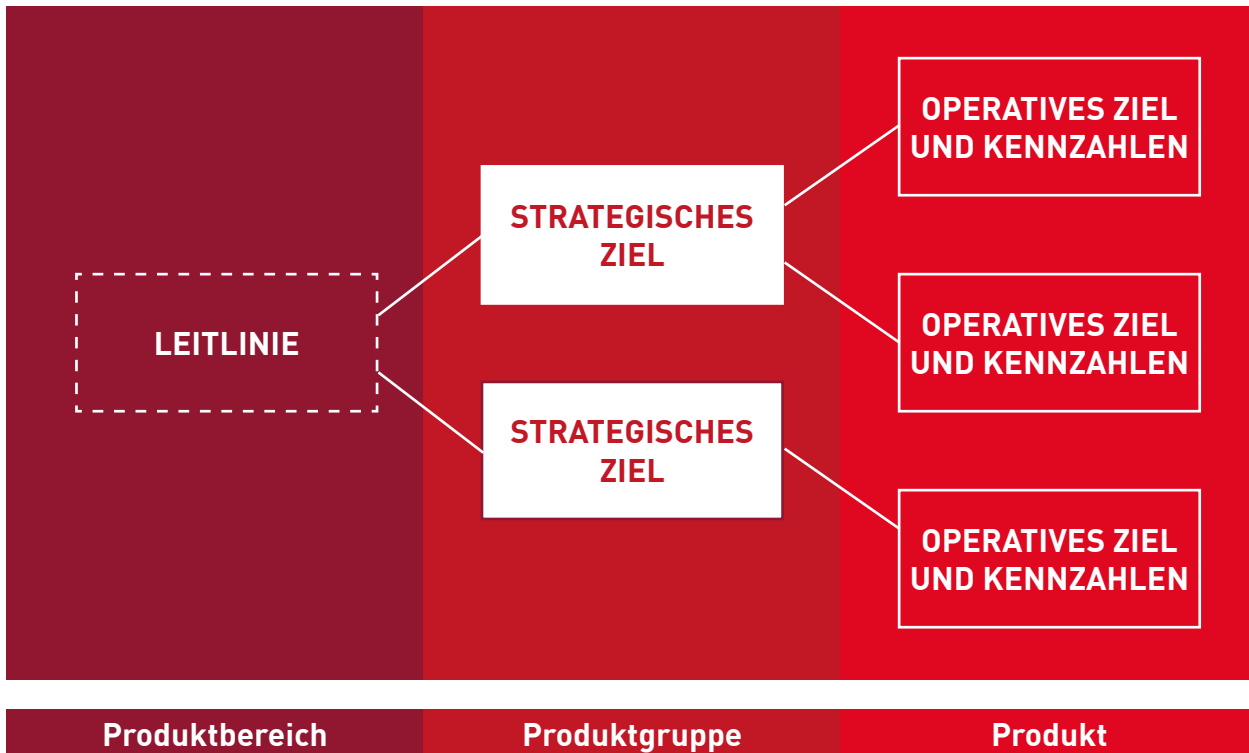 LEITLINIE
STRATEGISCHES
ZIEL
STRATEGISCHES
ZIEL
OPERATIVES ZIEL
UND KENNZAHLEN
OPERATIVES ZIEL
UND KENNZAHLEN
OPERATIVES ZIEL
UND KENNZAHLEN
Produktbereich
Produktgruppe
Produkt